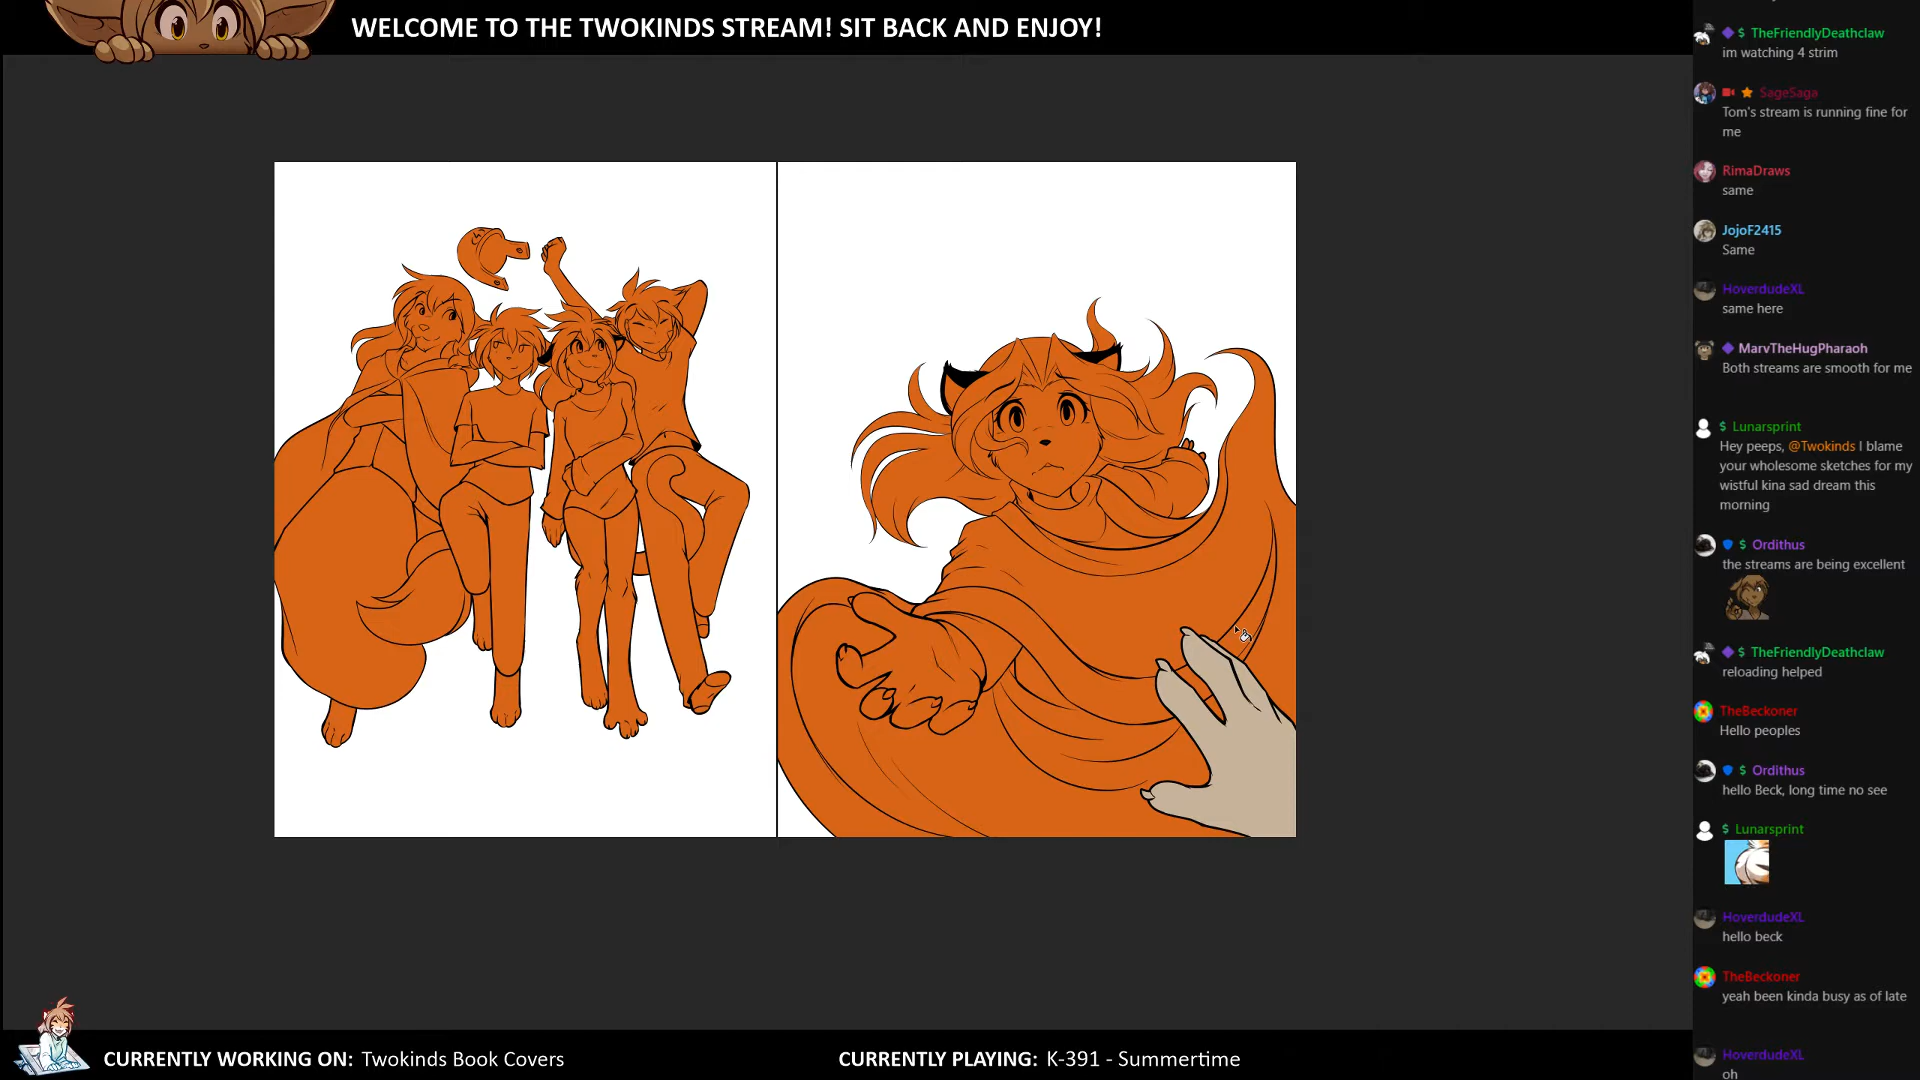 WELCOME TO THE TWOKINDS STREAM! SIT BACK AND ENJOY!
$ TheFriendlyDeathclaw
im watching 4 strim
SageSaga
Tom's stream is running fine for
me
RimaDraws
same
JojoF2415
Same
HoverdudeXL
same here
MarvTheHugPharaoh
Both streams are smooth for me
$ Lunarsprint
Hey peeps, @Twokinds I blame
your wholesome sketches for my
wistful kina sad dream this
morning
$ Ordithus
the streams are being excellent
$ TheFriendlyDeathclaw
reloading helped
TheBeckoner
Hello peoples
$ Ordithus
hello Beck, long time no see
$ Lunarsprint
HoverdudeXL
hello beck
TheBeckoner
yeah been kinda busy as of late
HoverdudeXL
oh
CURRENTLY WORKING ON: Twokinds Book Covers
CURRENTLY PLAYING: K-391 - Summertime